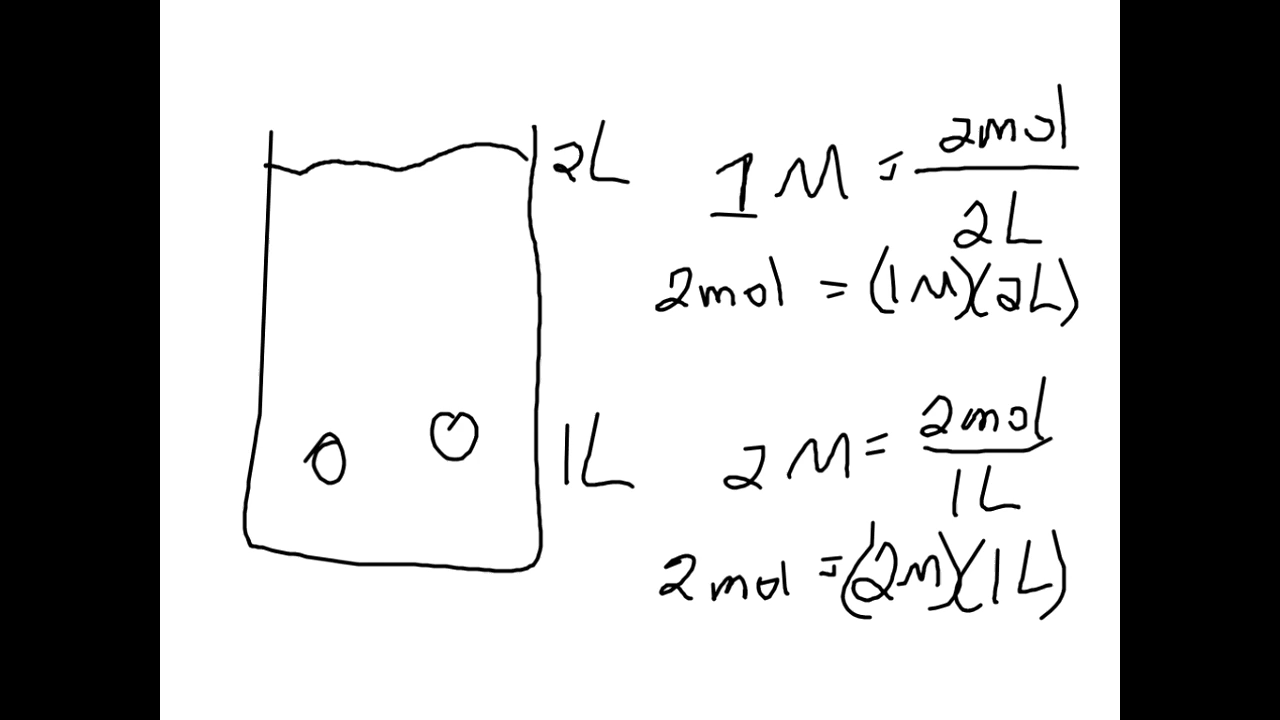 2L
1M = 2mol/2L
2mol = (1M)(2L)
1L
2M = 2mol/1L
2mol = (2M)(1L)